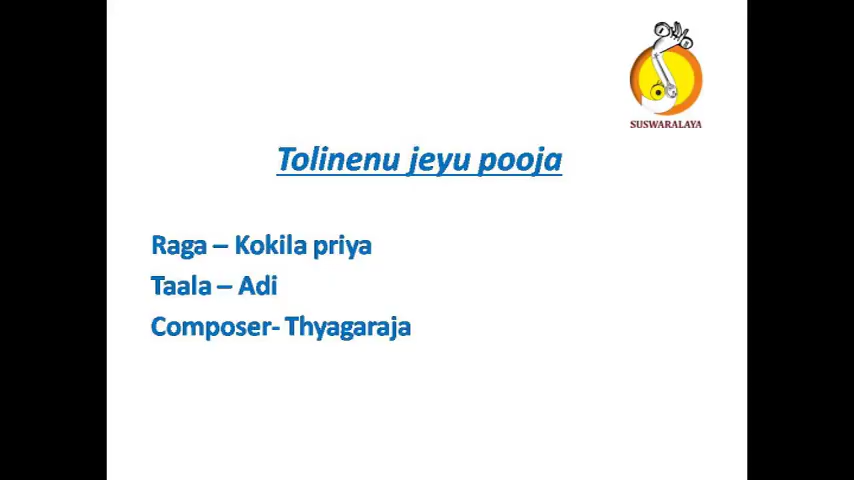 SUSWARALAYA
Tolinenu jeyu pooja
Raga – Kokila priya
Taala – Adi
Composer- Thyagaraja